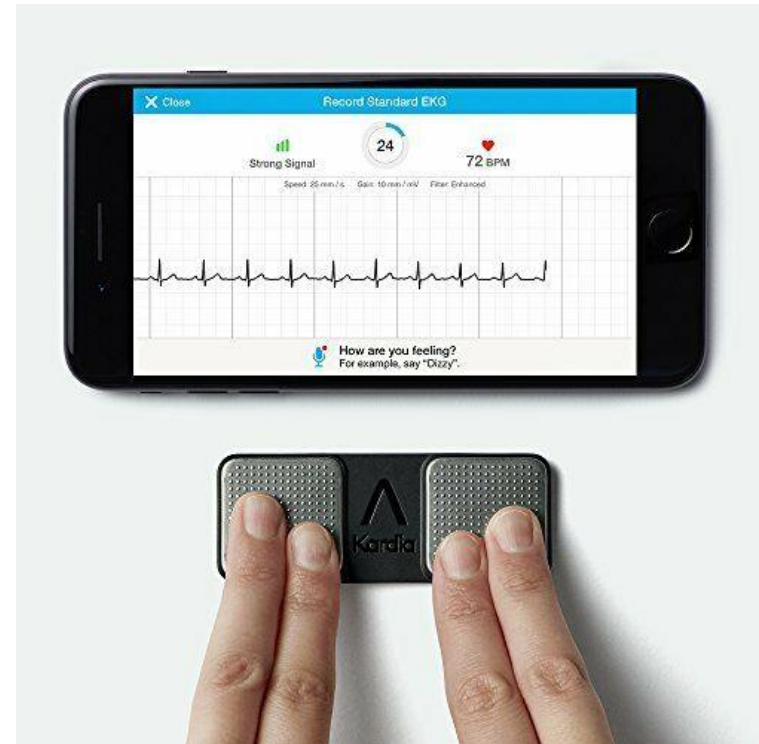 Close
Record Standard EKG
Strong Signal
24
72 BPM
Speed: 25 mm/s Gain: 10 mm/mV Filter: Enhanced
How are you feeling?
For example, say "Dizzy".
Kardia